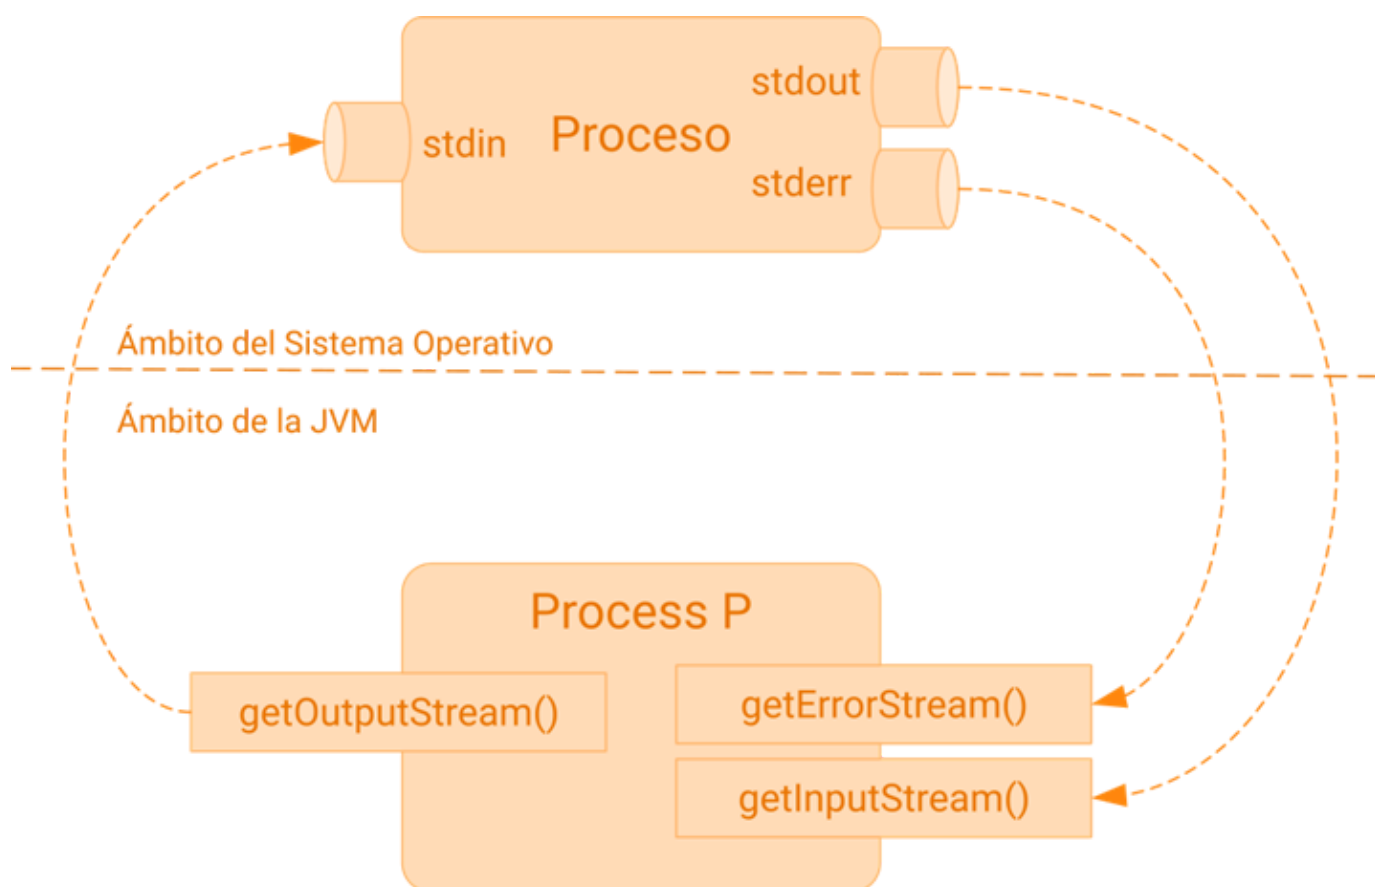 stdout
stdin
Proceso
stderr
Ámbito del Sistema Operativo
Ámbito de la JVM
Process P
getOutputStream()
getErrorStream()
getInputStream()